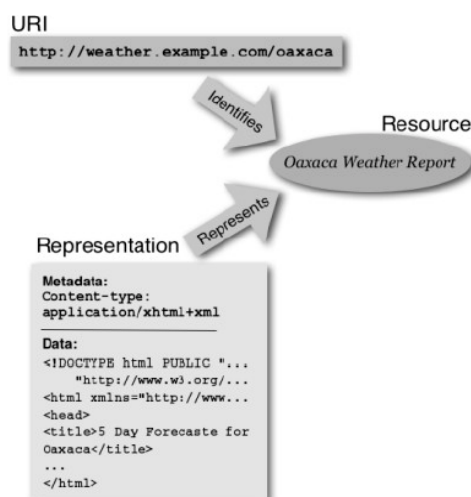 URI
http://weather.example.com/oaxaca
Identifies
Resource
Oaxaca Weather Report
Represents
Representation
Metadata:
Content-type:
application/xhtml+xml
Data:
<!DOCTYPE html PUBLIC "...
"http://www.w3.org/...
<html xmlns="http://www...
<head>
<title>5 Day Forecaste for
Oaxaca</title>
...
</html>